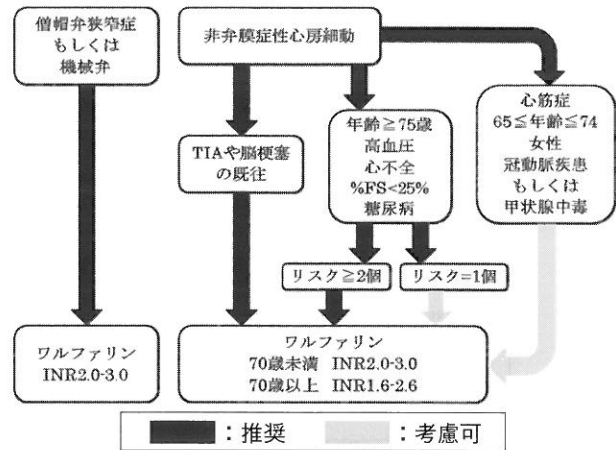 僧帽弁狭窄症
もしくは
機械弁
非弁膜症性心房細動
TIAや脳梗塞
の既往
年齢≧75歳
高血圧
心不全
%FS<25%
糖尿病
心筋症
65≦年齢≦74
女性
冠動脈疾患
もしくは
甲状腺中毒
リスク≧2個
リスク=1個
ワルファリン
INR2.0-3.0
ワルファリン
70歳未満 INR2.0-3.0
70歳以上 INR1.6-2.6
:推奨
:考慮可